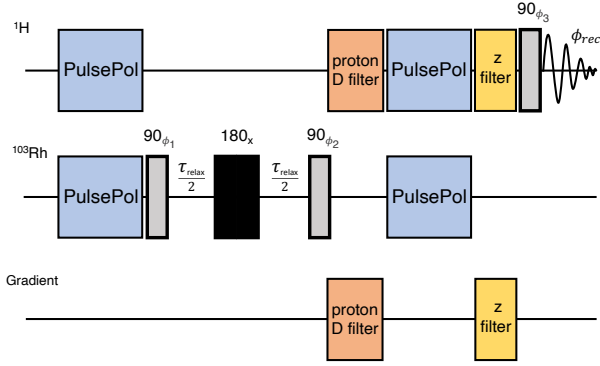 ¹H
PulsePol
proton
D filter
PulsePol
z
filter
90ϕ₃
ϕrec
¹⁰³Rh
PulsePol
90ϕ₁
τrelax
2
180ₓ
τrelax
2
90ϕ₂
PulsePol
Gradient
proton
D filter
z
filter